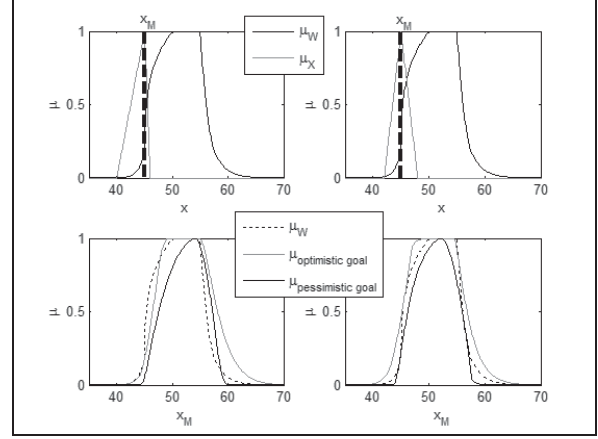 x_M x_M
1 1
μ_W
μ_X
μ 0.5 μ 0.5
0 0
40 50 60 70 40 50 60 70
x x
μ_W
μ_optimistic goal
μ_pessimistic goal
1 1
μ 0.5 μ 0.5
0 0
40 50 60 70 40 50 60 70
x_M x_M